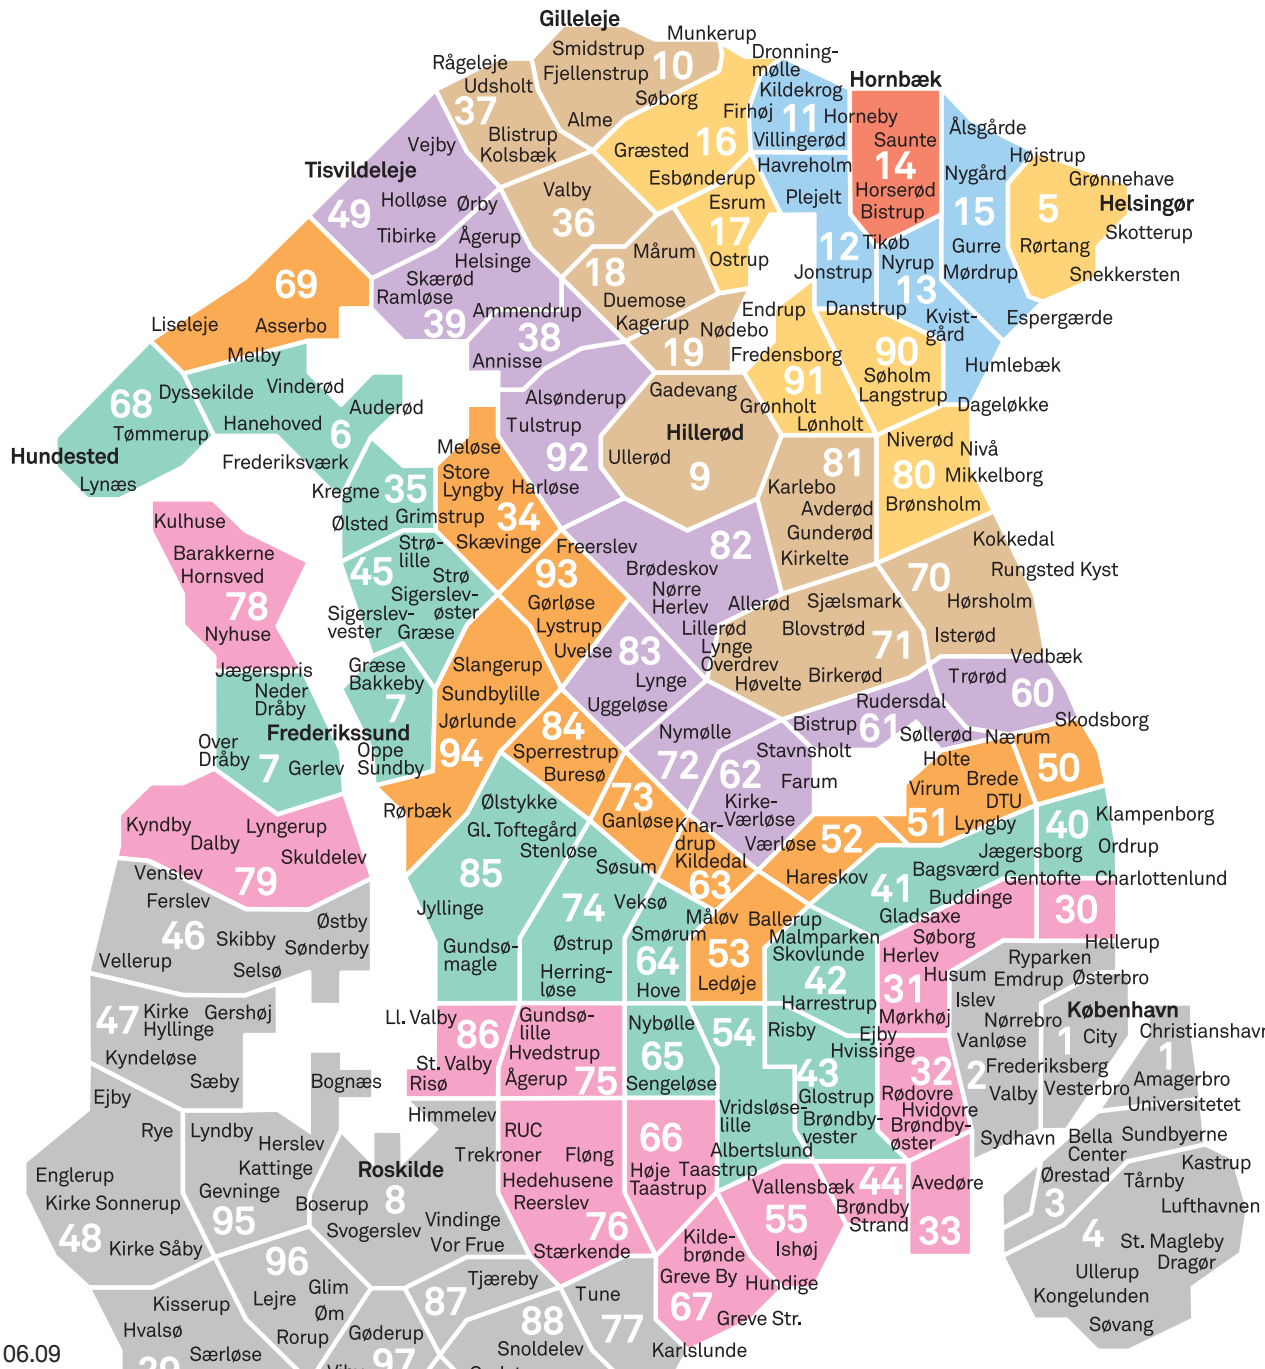 Gilleleje
Munkerup
Smidstrup
Dronning-
mølle
Rågeleje
Fjellenstrup
10
Hornbæk
Udsholt
Kildekrog
37
Søborg
Firhøj
11
Horneby
Alme
Ålsgårde
Blistrup
Villingerød
Saunte
Vejby
Kolsbæk
Græsted
16
Højstrup
Tisvildeleje
Havreholm
14
Nygård
Grønnehave
Esbønderup
Valby
Plejelt
Horserød
Holløse
Ørby
Esrum
Bistrup
15
5
Helsingør
49
36
17
Skotterup
Tibirke
Ågerup
Mårum
12
Tikøb
Gurre
Rørtang
Helsinge
Ostrup
Nyrup
Skærød
18
Jonstrup
Mørdrup
Snekkersten
69
Ramløse
Duemose
13
Ammendrup
Endrup
Danstrup
Kvist-
gård
Espergærde
Liseleje
Asserbo
39
Kagerup
Nødebo
38
90
Melby
Annisse
19
Fredensborg
Humlebæk
Dyssekilde
Vinderød
91
Søholm
68
Gadevang
Langstrup
Auderød
Alsønderup
Grønholt
Dageløkke
Tømmerup
Hanehoved
6
Tulstrup
Hillerød
Lønholt
Hundested
Meløse
Niverød
Nivå
Frederiksværk
Ullerød
81
Lynæs
Store
Lyngby
92
9
80
Mikkelborg
Kregme
35
Harløse
Karlebo
Brønsholm
Kulhuse
Ølsted
Grimstrup
34
Avderød
Gunderød
Kokkedal
Barakkerne
Strø-
lille
Skævinge
Freerslev
82
Kirkelte
Hornsved
45
Strø
93
Brødeskov
70
Rungsted Kyst
78
Sigerslev-
øster
Gørløse
Nørre
Herlev
Allerød
Sjælsmark
Hørsholm
Sigerslev-
vester
Græse
Lystrup
Lillerød
Blovstrød
71
Isterød
Nyhuse
Uvelse
83
Lynge
Overdrev
Vedbæk
Jægerspris
Græse
Bakkeby
Slangerup
Lynge
Høvelte
Birkerød
Trørød
60
Neder
Dråby
7
Sundbylille
Uggeløse
Rudersdal
Frederikssund
Jørlunde
84
Nymølle
Bistrup
61
Søllerød
Skodsborg
Over
Dråby
7
Gerlev
Oppe
Sundby
94
Sperrestrup
Buresø
Stavnsholt
Nærum
72
62
Farum
Holte
50
Rørbæk
Ølstykke
73
Kirke-
Værløse
Virum
Brede
DTU
Kyndby
Lyngerup
Gl. Toftegård
Ganløse
Knar-
drup
51
Lyngby
40
Klampenborg
Dalby
Stenløse
Værløse
52
Ordrup
Skuldelev
Søsum
Kildedal
Jægersborg
Venslev
79
85
63
Hareskov
41
Bagsværd
Gentofte
Charlottenlund
Ferslev
Jyllinge
74
Veksø
Buddinge
30
Østby
Måløv
Ballerup
Gladsaxe
46
Skibby
Sønderby
Gundsø-
magle
Østrup
Smørum
Malmparken
Søborg
Hellerup
Vellerup
Selsø
64
53
Skovlunde
Herlev
Ryparken
Herring-
løse
Hove
Ledøje
42
Husum
Emdrup
Østerbro
47
Kirke
Hyllinge
Gershøj
Harrestrup
31
Islev
København
Ll. Valby
Gundsø-
lille
Nybølle
54
Risby
Mørkhøj
Nørrebro
Christianshavn
86
Ejby
Vanløse
1
City
Kyndeløse
Hvedstrup
65
Hvissinge
1
St. Valby
43
32
2
Frederiksberg
Sæby
Bognæs
Risø
Ågerup
75
Sengeløse
Rødovre
Valby
Vesterbro
Amagerbro
Ejby
Himmelev
Glostrup
Hvidovre
Universitetet
Vridsløse-
lille
Brøndby-
vester
Brøndby-
øster
Rye
Lyndby
Herslev
RUC
66
Sydhavn
Bella
Center
Sundbyerne
Kattinge
Roskilde
Trekroner
Fløng
Albertslund
Kastrup
Englerup
8
Høje
Taastrup
Taastrup
Ørestad
Tårnby
Gevninge
Hedehusene
Vallensbæk
44
Avedøre
Kirke Sonnerup
Boserup
Reerslev
3
Lufthavnen
95
Svogerslev
Vindinge
76
55
Brøndby
Strand
33
4
48
Kirke Såby
Vor Frue
Stærkende
Kilde-
brønde
Ishøj
St. Magleby
96
Dragør
Glim
Tjæreby
Greve By
Hundige
Ullerup
Kisserup
Lejre
Øm
87
Tune
67
Kongelunden
Hvalsø
Rorup
Gøderup
88
77
Greve Str.
Søvang
06.09
Særløse
97
Snoldelev
Karlslunde